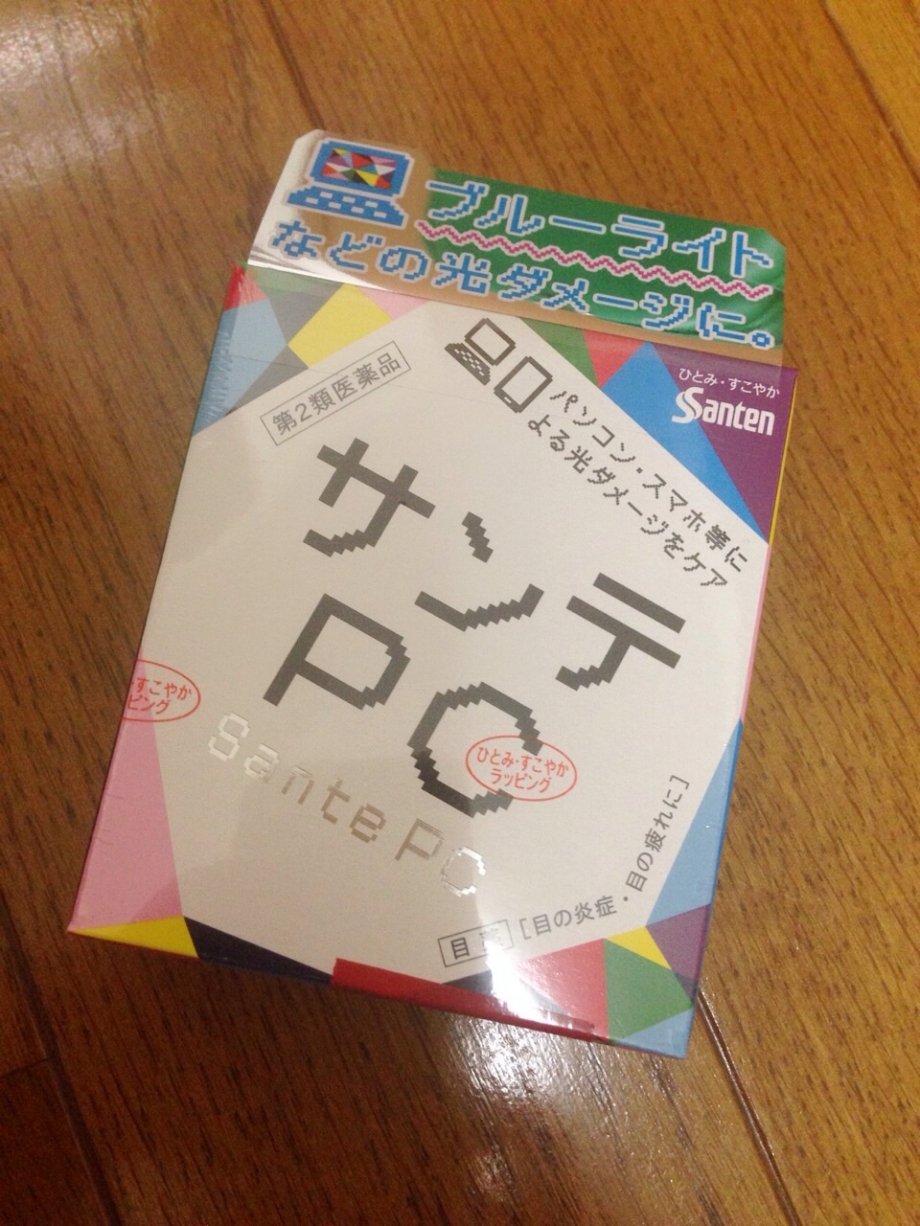 ブルーライト
などの光ダメージに。
ひとみ・すこやか
Santen
第2類医薬品
パソコン・スマホ等に
よる光ダメージをケア
サンテ
PC
Sante PC
すこやか
ピング
ひとみ・すこやか
ラッピング
目薬 [目の炎症・目の疲れに]